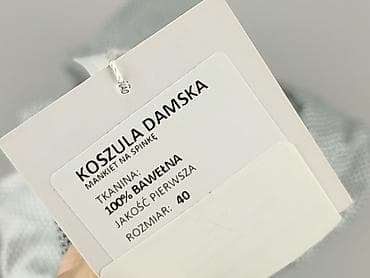 KOSZULA DAMSKA
MANKIET NA SPINKĘ
TKANINA:
100% BAWEŁNA
JAKOŚĆ PIERWSZA
ROZMIAR: 40